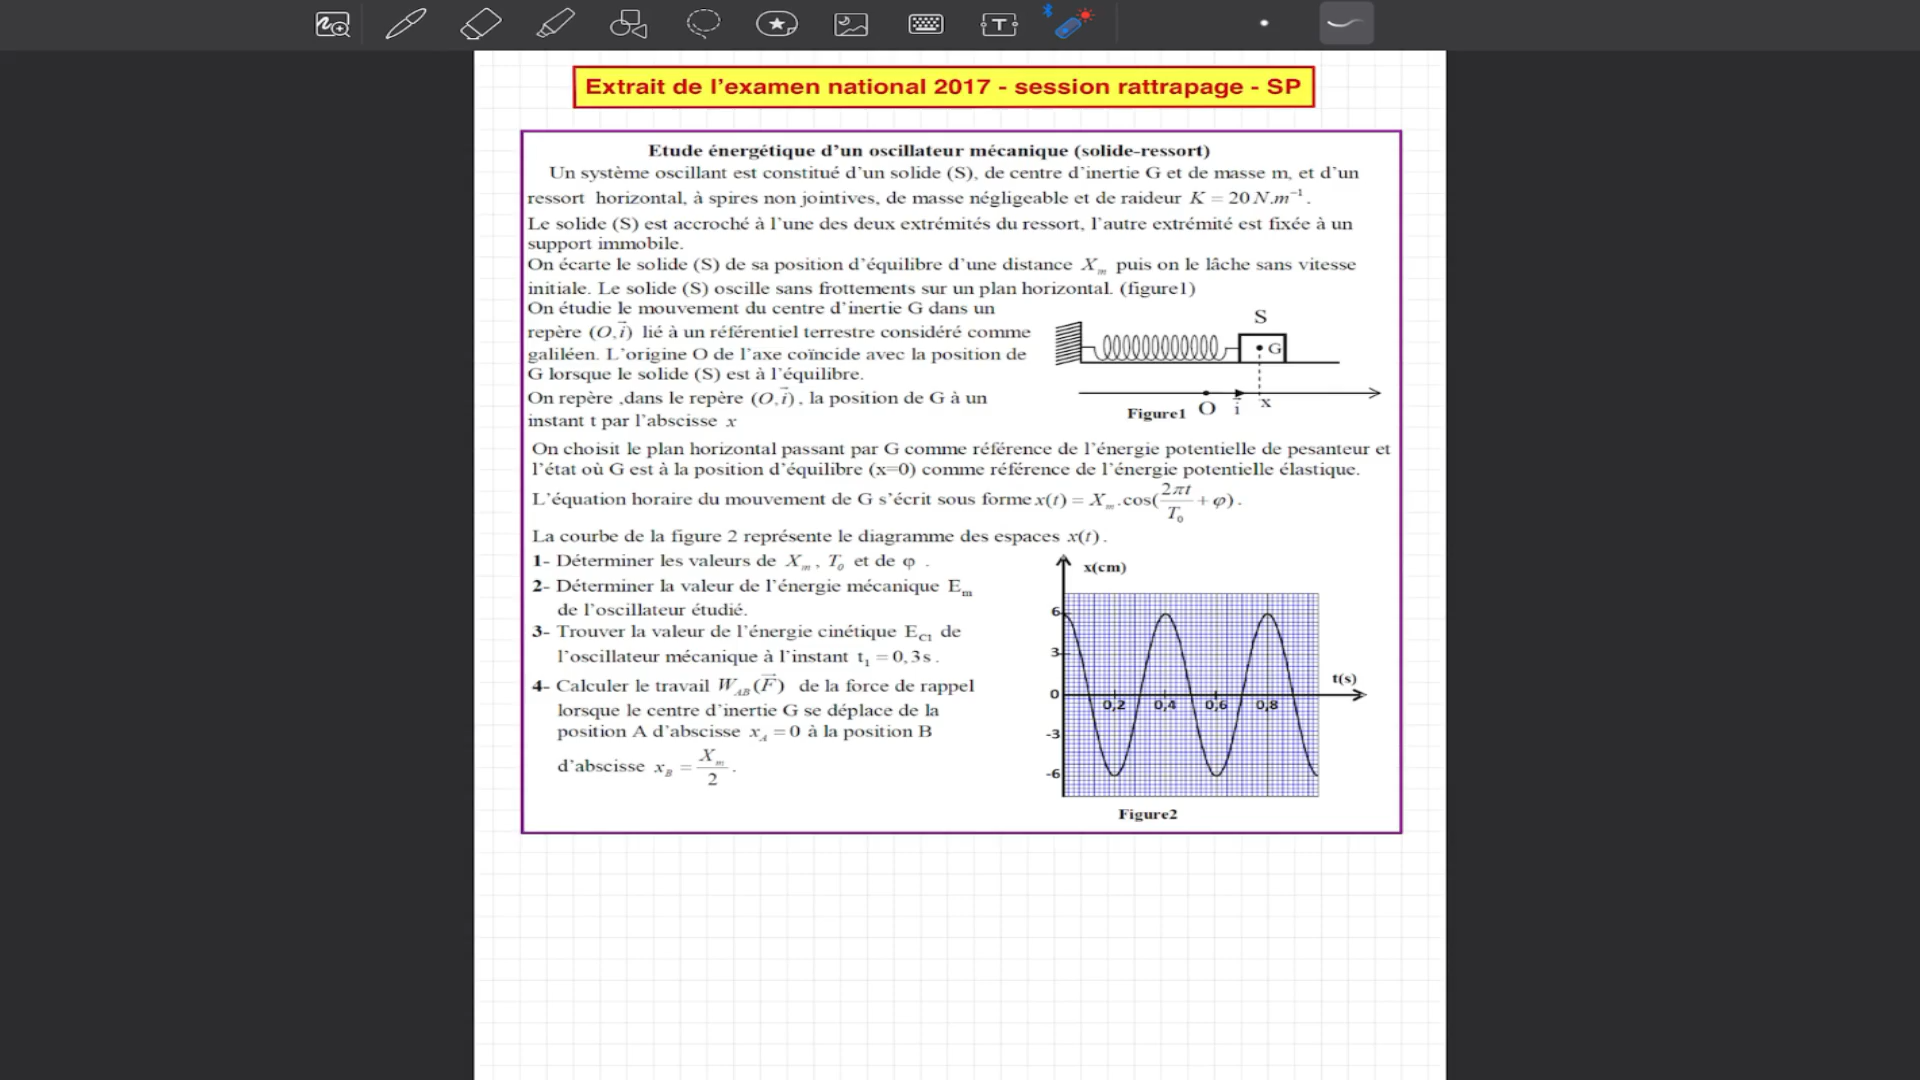 Extrait de l'examen national 2017 - session rattrapage - SP
Etude énergétique d'un oscillateur mécanique (solide-ressort)
Un système oscillant est constitué d'un solide (S), de centre d'inertie G et de masse m, et d'un
ressort horizontal, à spires non jointives, de masse négligeable et de raideur K = 20 N.m⁻¹.
Le solide (S) est accroché à l'une des deux extrémités du ressort, l'autre extrémité est fixée à un
support immobile.
On écarte le solide (S) de sa position d'équilibre d'une distance Xₘ puis on le lâche sans vitesse
initiale. Le solide (S) oscille sans frottements sur un plan horizontal. (figure1)
On étudie le mouvement du centre d'inertie G dans un
repère (O,i⃗) lié à un référentiel terrestre considéré comme
galiléen. L'origine O de l'axe coïncide avec la position de
G lorsque le solide (S) est à l'équilibre.
On repère ,dans le repère (O,i⃗), la position de G à un
instant t par l'abscisse x
S
G
O i⃗ x
Figure1
On choisit le plan horizontal passant par G comme référence de l'énergie potentielle de pesanteur et
l'état où G est à la position d'équilibre (x=0) comme référence de l'énergie potentielle élastique.
L'équation horaire du mouvement de G s'écrit sous forme x(t) = Xₘ.cos(2πt/T₀ + φ).
La courbe de la figure 2 représente le diagramme des espaces x(t).
1- Déterminer les valeurs de Xₘ, T₀ et de φ .
2- Déterminer la valeur de l'énergie mécanique Eₘ
de l'oscillateur étudié.
3- Trouver la valeur de l'énergie cinétique E_C1 de
l'oscillateur mécanique à l'instant t₁ = 0,3s.
4- Calculer le travail W_AB(F⃗) de la force de rappel
lorsque le centre d'inertie G se déplace de la
position A d'abscisse x_A = 0 à la position B
d'abscisse x_B = Xₘ/2.
x(cm)
6
3
0
-3
-6
0,2 0,4 0,6 0,8
t(s)
Figure2